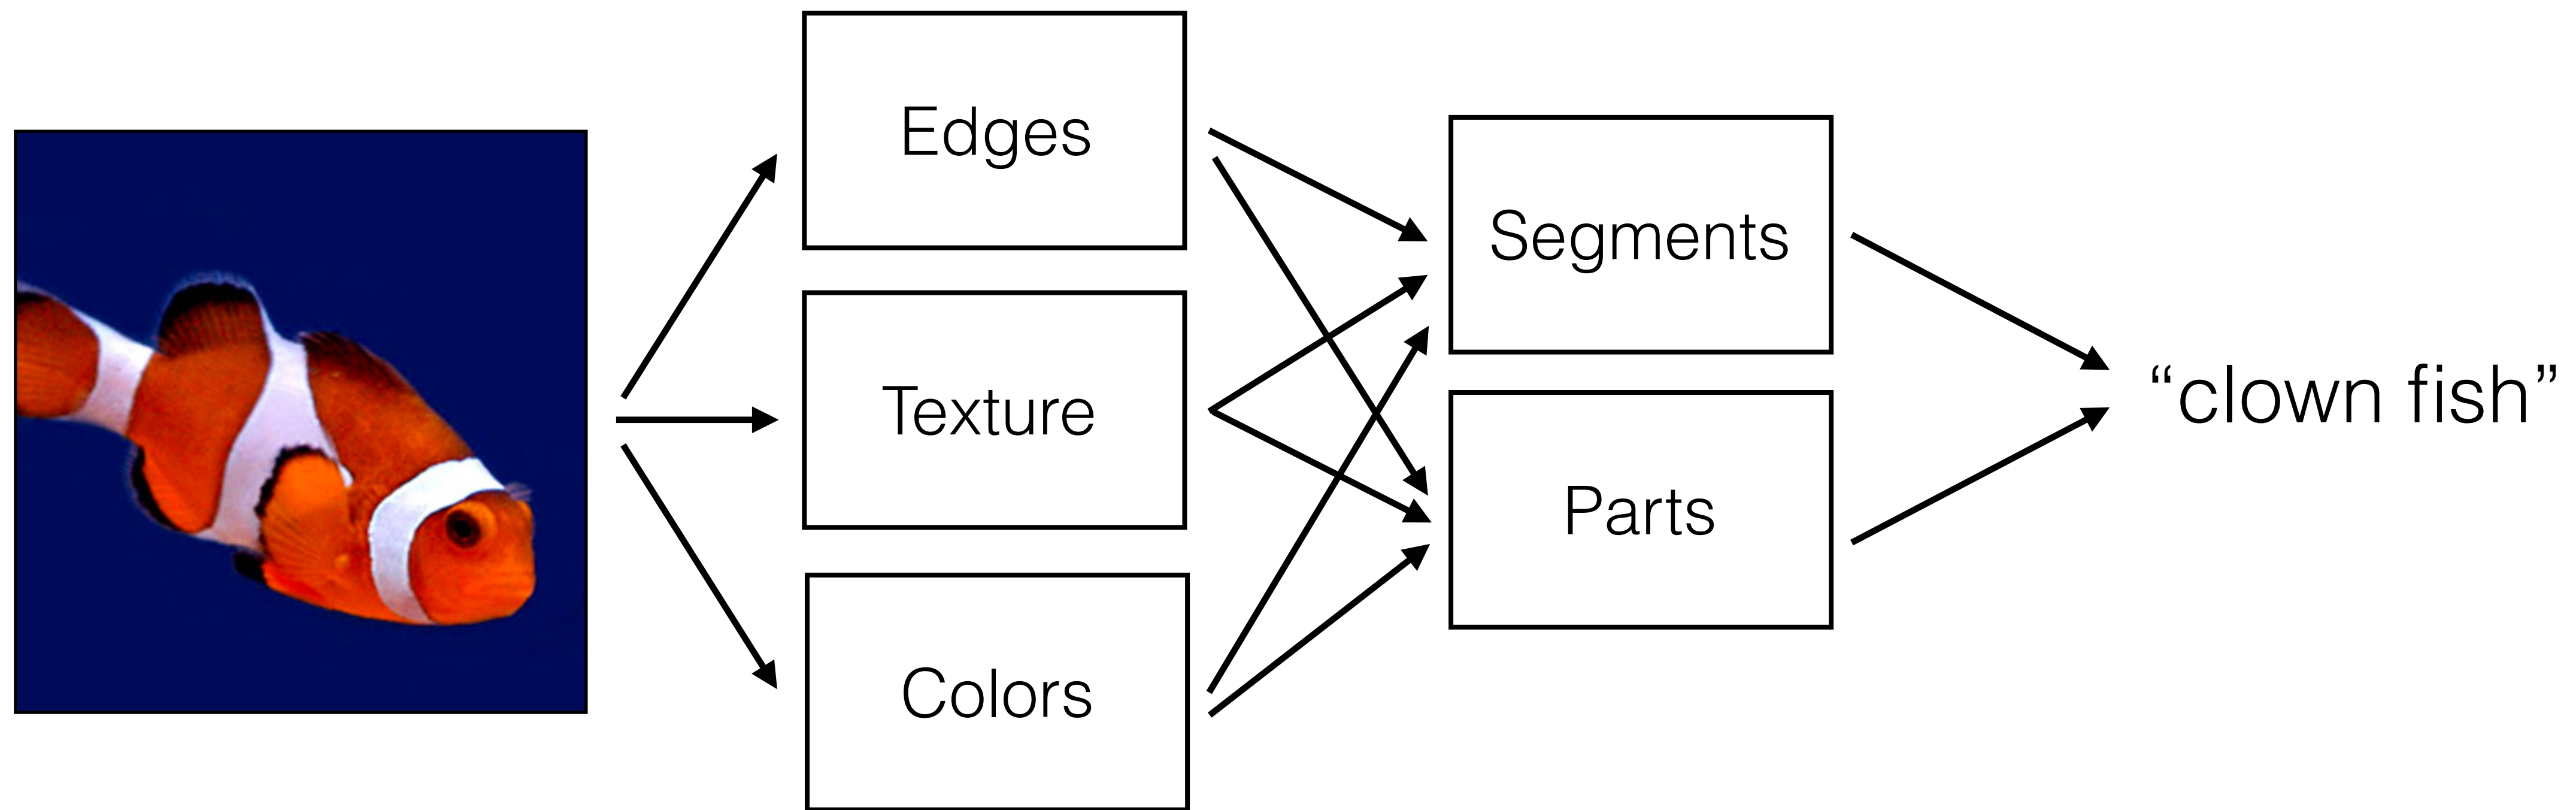 Edges
Texture
Colors
Segments
Parts
“clown fish”